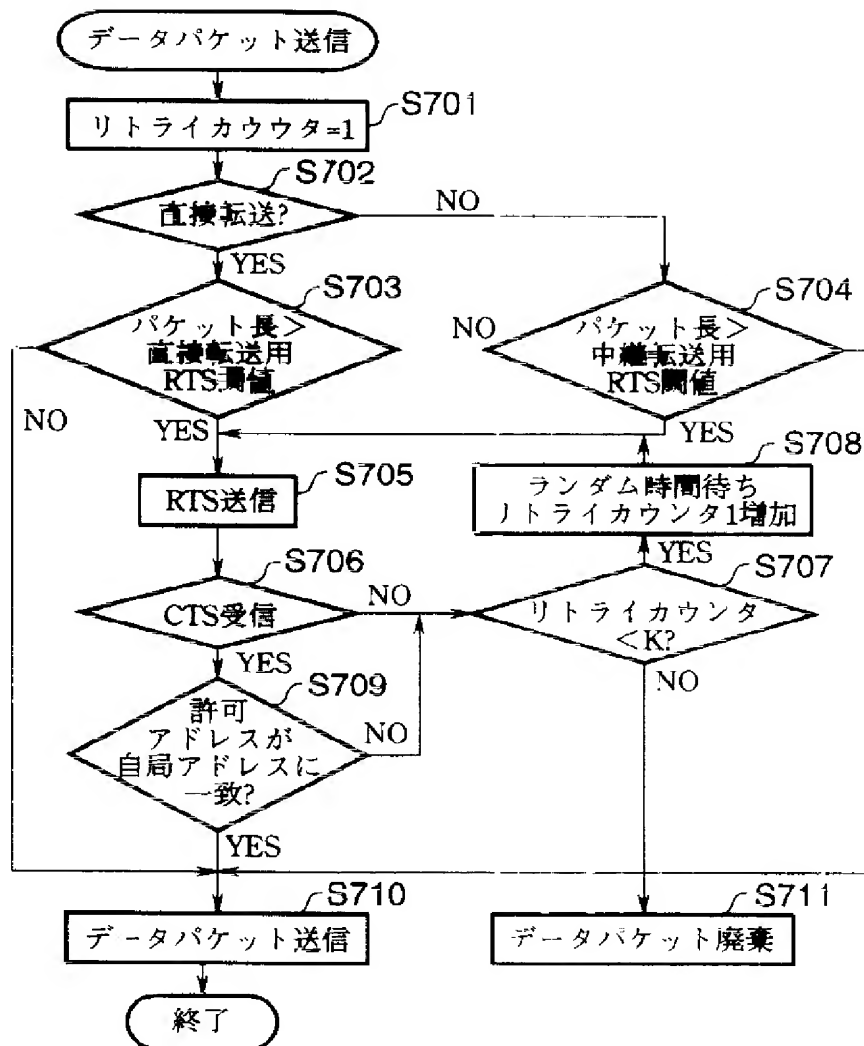 データパケット送信
S701
リトライカウウタ=1
S702
直接転送?
NO
YES
S703
パケット長>
直接転送用
RTS閾値
NO
YES
S704
パケット長>
中継転送用
RTS閾値
NO
YES
S705
RTS送信
S708
ランダム時間待ち
リトライカウンタ1増加
YES
S706
CTS受信
NO
YES
S707
リトライカウンタ
<K?
NO
S709
許可
アドレスが
自局アドレスに
一致?
NO
YES
S710
データパケット送信
S711
データパケット廃棄
終了